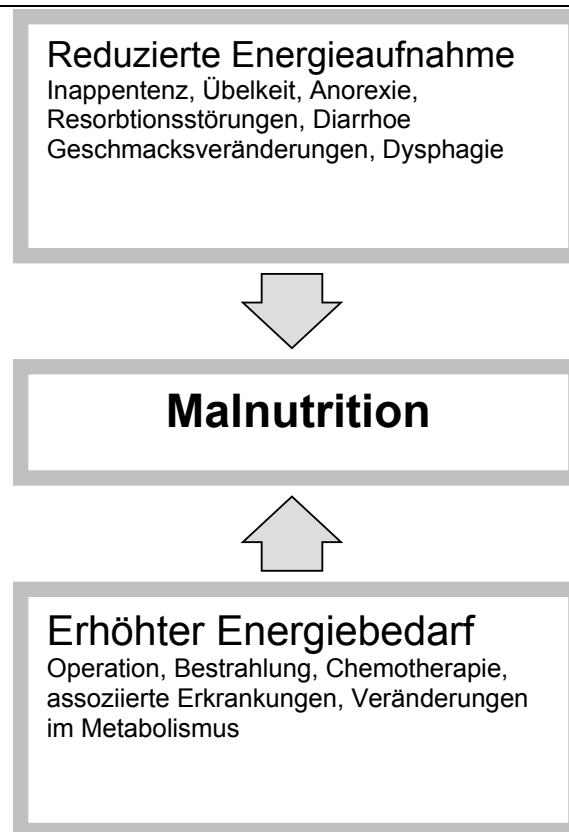 Reduzierte Energieaufnahme
Inappentenz, Übelkeit, Anorexie,
Resorbtionsstörungen, Diarrhoe
Geschmacksveränderungen, Dysphagie
Malnutrition
Erhöhter Energiebedarf
Operation, Bestrahlung, Chemotherapie,
assoziierte Erkrankungen, Veränderungen
im Metabolismus